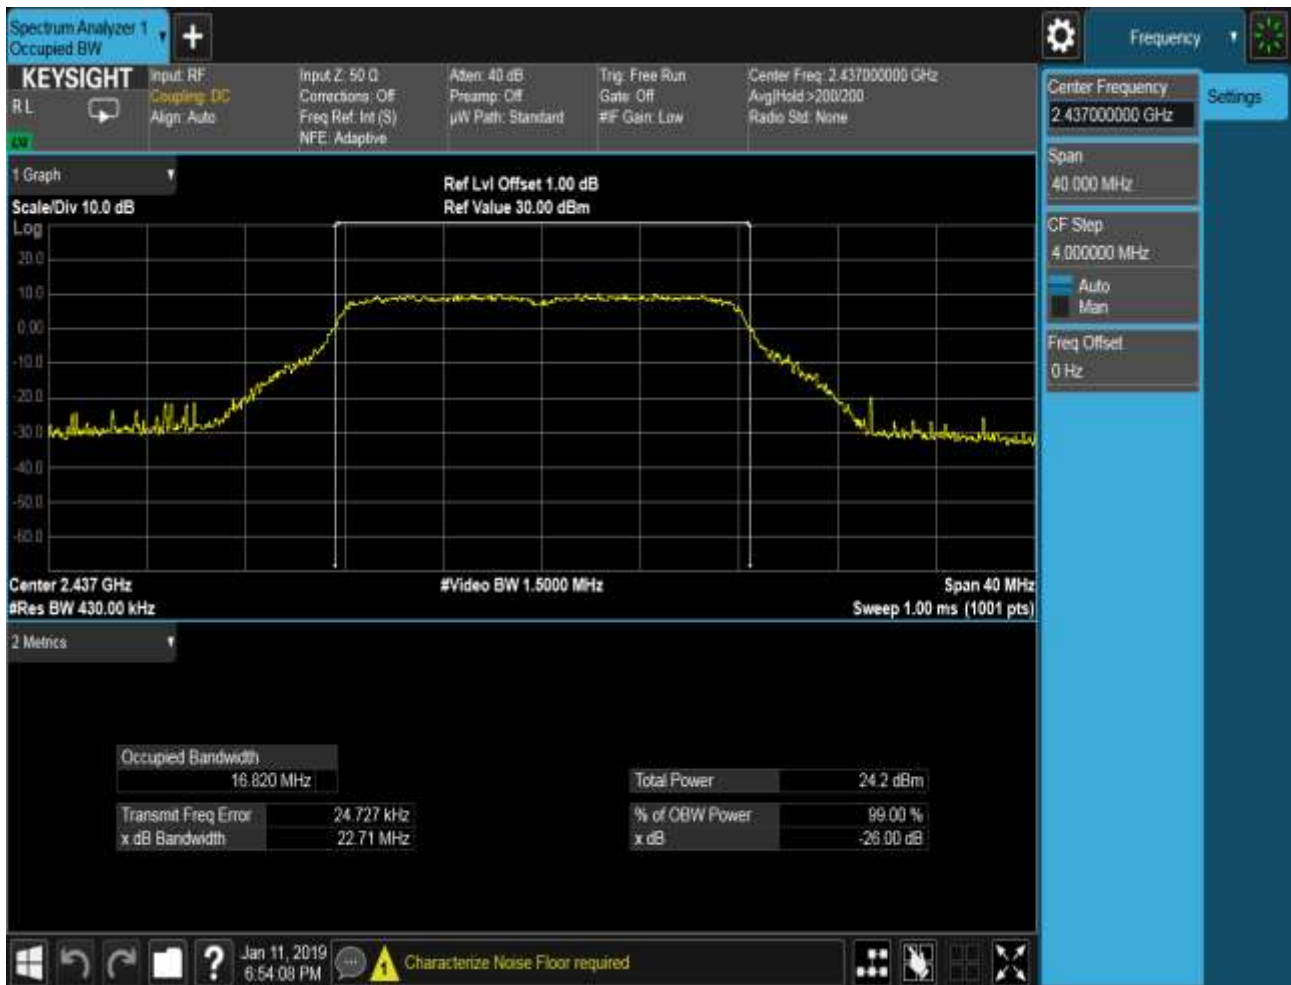 Spectrum Analyzer 1
Occupied BW
Frequency
KEYSIGHT
R L
Input: RF
Coupling: DC
Align: Auto
Input Z: 50 Ω
Corrections: Off
Freq Ref: Int (S)
NFE: Adaptive
Atten: 40 dB
Preamp: Off
µW Path: Standard
Trig: Free Run
Gate: Off
#IF Gain: Low
Center Freq: 2.437000000 GHz
Avg|Hold >200/200
Radio Std: None
Center Frequency
2.437000000 GHz
Settings
Span
40.000 MHz
CF Step
4.000000 MHz
Auto
Man
Freq Offset
0 Hz
1 Graph
Scale/Div 10.0 dB
Ref Lvl Offset 1.00 dB
Ref Value 30.00 dBm
Log
20.0
10.0
0.00
-10.0
-20.0
-30.0
-40.0
-50.0
-60.0
Center 2.437 GHz
#Video BW 1.5000 MHz
Span 40 MHz
#Res BW 430.00 kHz
Sweep 1.00 ms (1001 pts)
2 Metrics
Occupied Bandwidth
16.820 MHz
Total Power 24.2 dBm
Transmit Freq Error 24.727 kHz
% of OBW Power 99.00 %
x dB Bandwidth 22.71 MHz
x dB -26.00 dB
?
Jan 11, 2019
6:54:08 PM
1
Characterize Noise Floor required